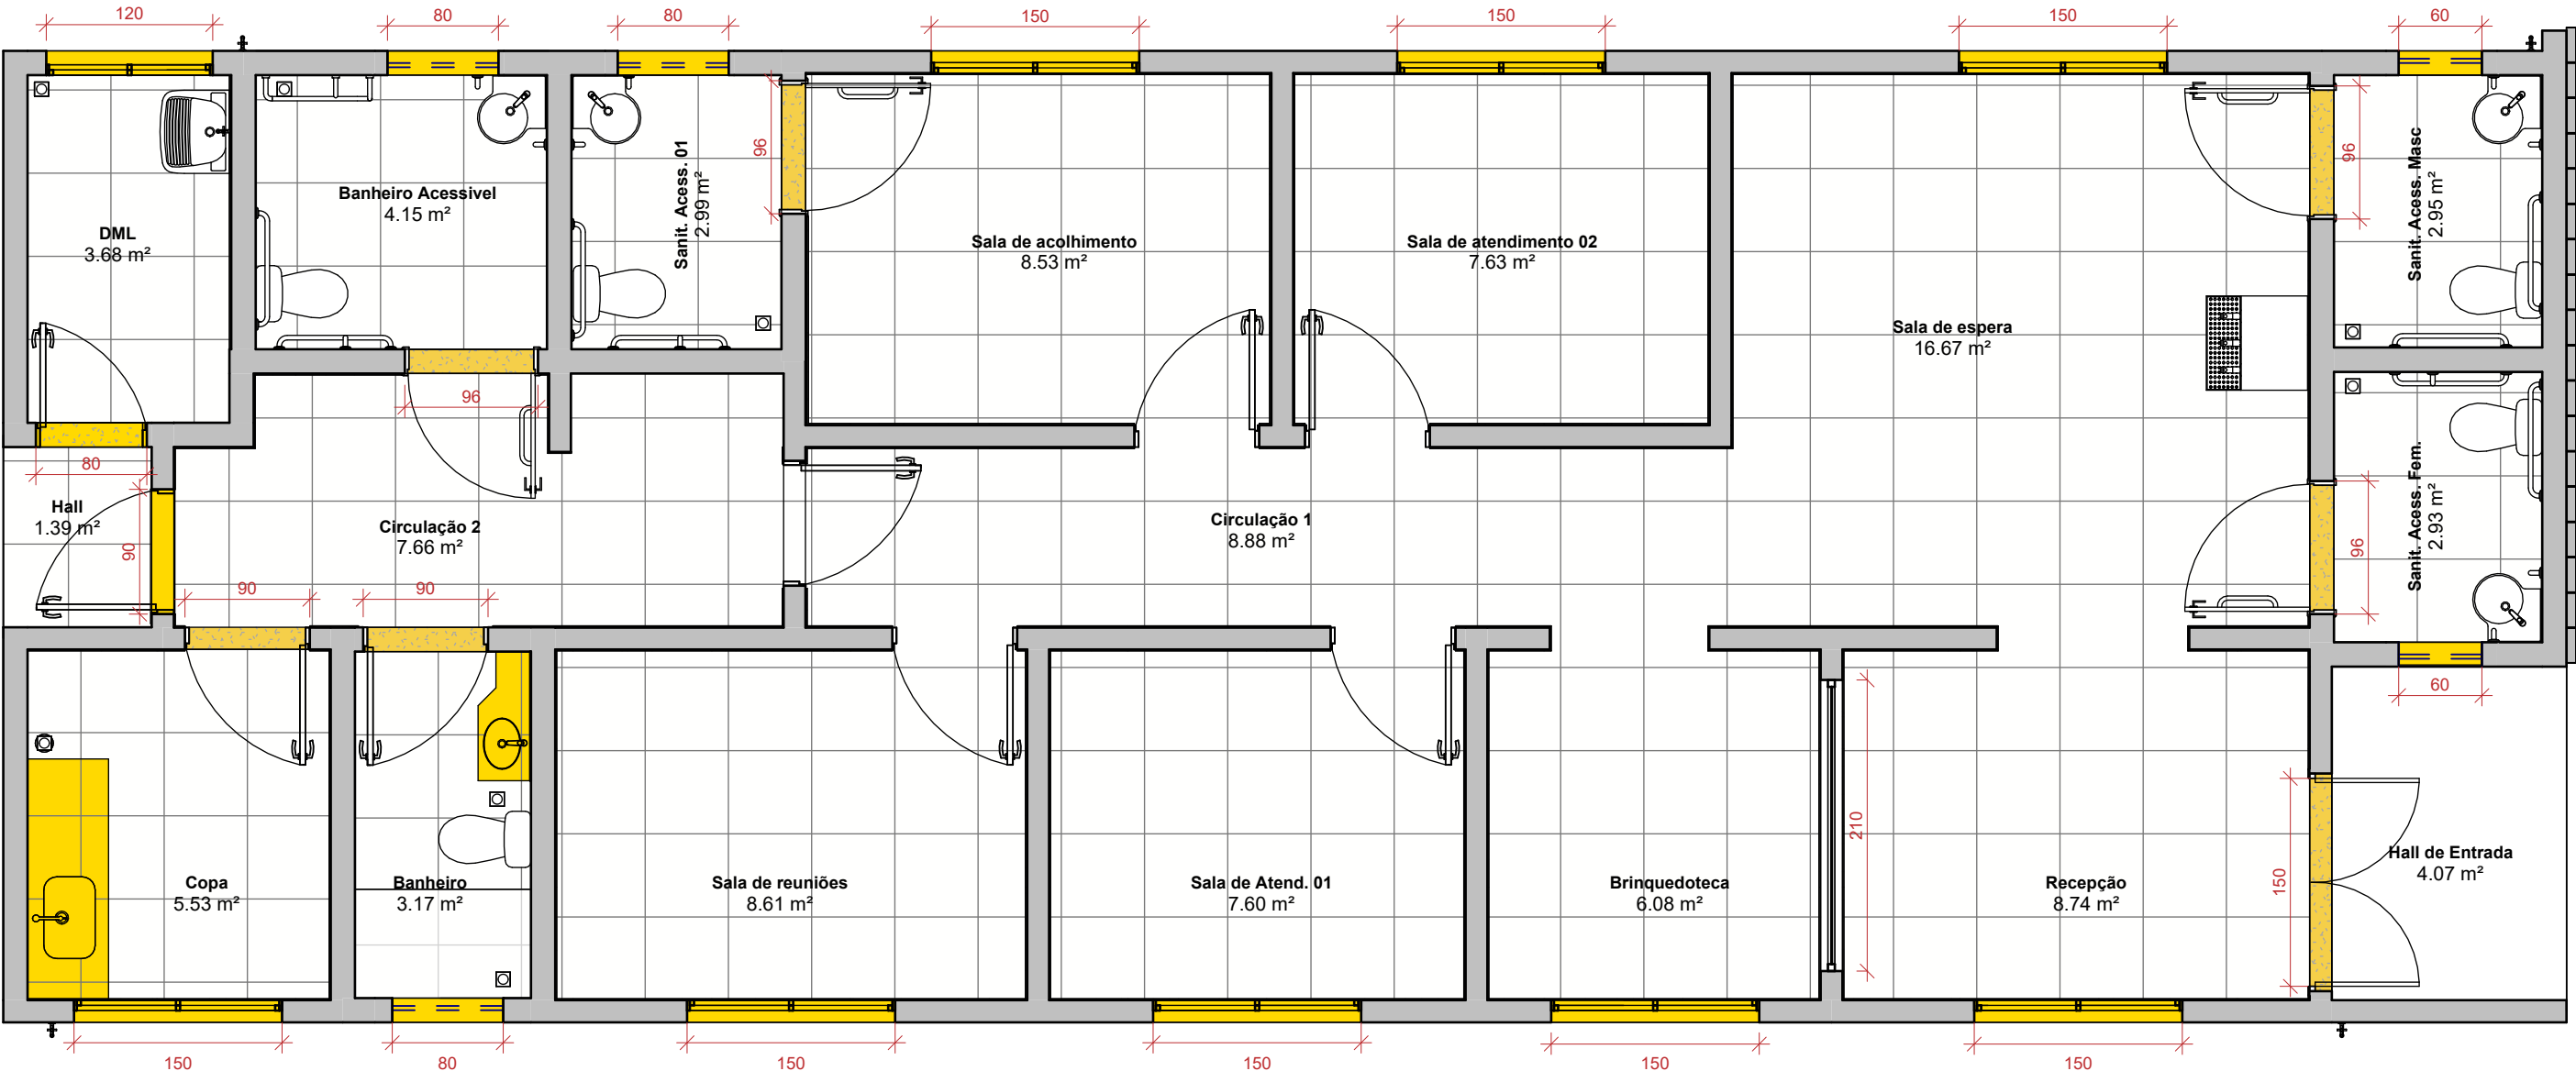 120
80
80
150
150
150
60
96
96
Banheiro Acessivel
4.15 m²
Sanit. Acess. 01
2.99 m²
Sanit. Acess. Masc
2.95 m²
DML
3.68 m²
Sala de acolhimento
8.53 m²
Sala de atendimento 02
7.63 m²
Sala de espera
16.67 m²
96
80
Hall
1.39 m²
90
Circulação 2
7.66 m²
Circulação 1
8.88 m²
Sanit. Acess. Fem.
2.93 m²
96
90
90
60
210
150
Copa
5.53 m²
Banheiro
3.17 m²
Sala de reuniões
8.61 m²
Sala de Atend. 01
7.60 m²
Brinquedoteca
6.08 m²
Recepção
8.74 m²
Hall de Entrada
4.07 m²
150
80
150
150
150
150